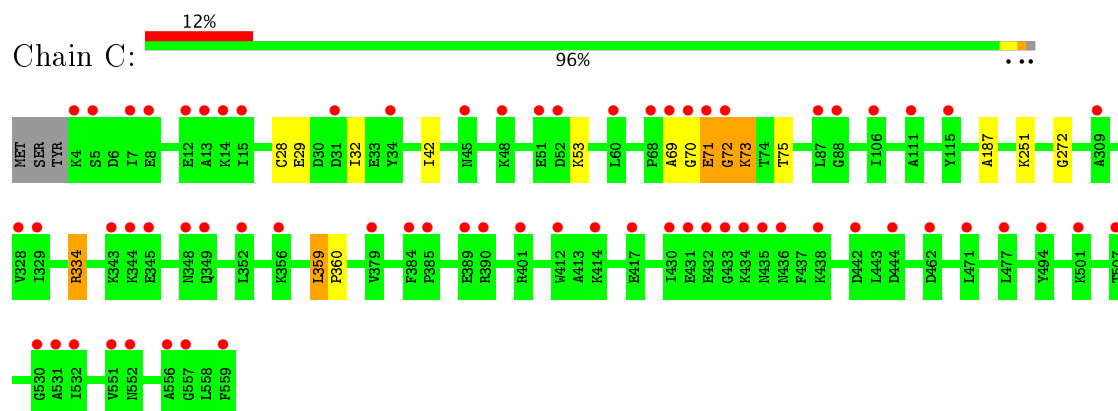 12%
Chain C:
96%
MET SER TYR K4 S5 D6 I7 E8 E12 A13 K14 I15 C28 E29 D30 D31 I32 E33 Y34 I42 N45 K48 E51 D52 K53 L60 P68 A69 G70 E71 G72 K73 T74 T75 L87 G88 I106 A111 Y115 A187 K251 G272 A309
V328 I329 R334 K343 K344 E345 N348 Q349 L352 K356 L359 P360 V379 F384 P385 E389 R390 R401 W412 A413 K414 E417 I430 E431 E432 G433 K434 N435 N436 F437 K438 D442 L443 D444 D462 L471 L477 Y494 K501
G530 A531 I532 V551 N552 A556 G557 L558 F559